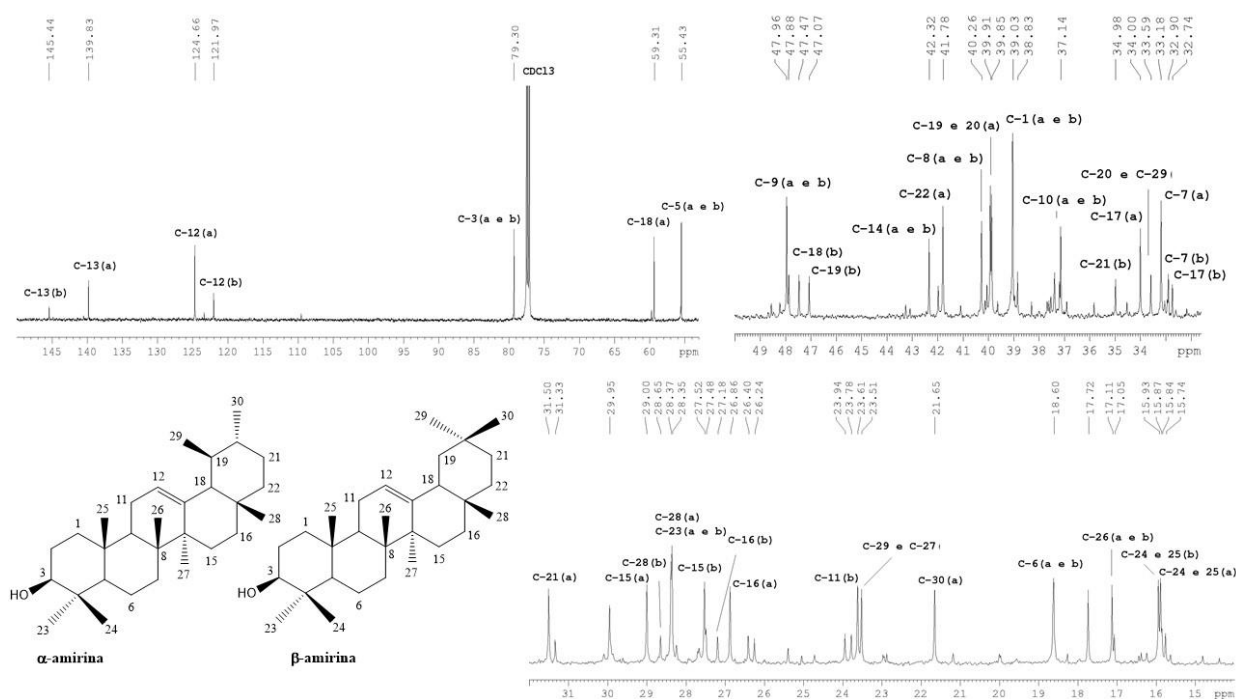 145.44
139.83
124.66
121.97
79.30
59.31
55.43
CDCl3
C-13(b)
C-13(a)
C-12(a)
C-12(b)
C-3(a e b)
C-18(a)
C-5(a e b)
145 140 135 130 125 120 115 110 105 100 95 90 85 80 75 70 65 60 ppm
47.96
47.88
47.47
47.07
42.32
41.78
40.26
39.91
39.85
39.03
38.83
37.14
34.98
34.00
33.59
33.18
32.90
32.74
C-9(a e b)
C-18(b)
C-19(b)
C-14(a e b)
C-22(a)
C-8(a e b)
C-19 e 20(a)
C-1(a e b)
C-10(a e b)
C-20 e C-29(
C-17(a)
C-21(b)
C-7(a)
C-7(b)
C-17(b)
49 48 47 46 45 44 43 42 41 40 39 38 37 36 35 34 33 ppm
30
29
19
21
12
18
22
11
25
26
28
1
16
8
15
3
27
HO
6
23
24
α-amirina
29
30
19
21
12
18
22
11
25
26
28
1
16
8
15
3
27
HO
6
23
24
β-amirina
31.50
31.33
29.95
29.00
28.65
28.37
28.35
27.52
27.48
27.18
26.86
26.40
26.24
23.94
23.78
23.61
23.51
21.65
18.60
17.72
17.11
17.05
15.93
15.87
15.84
15.74
C-21(a)
C-15(a)
C-28(b)
C-28(a)
C-23(a e b)
C-15(b)
C-16(b)
C-16(a)
C-11(b)
C-29 e C-27(
C-30(a)
C-6(a e b)
C-26(a e b)
C-24 e 25(b)
C-24 e 25(a)
31 30 29 28 27 26 25 24 23 22 21 20 19 18 17 16 15 ppm